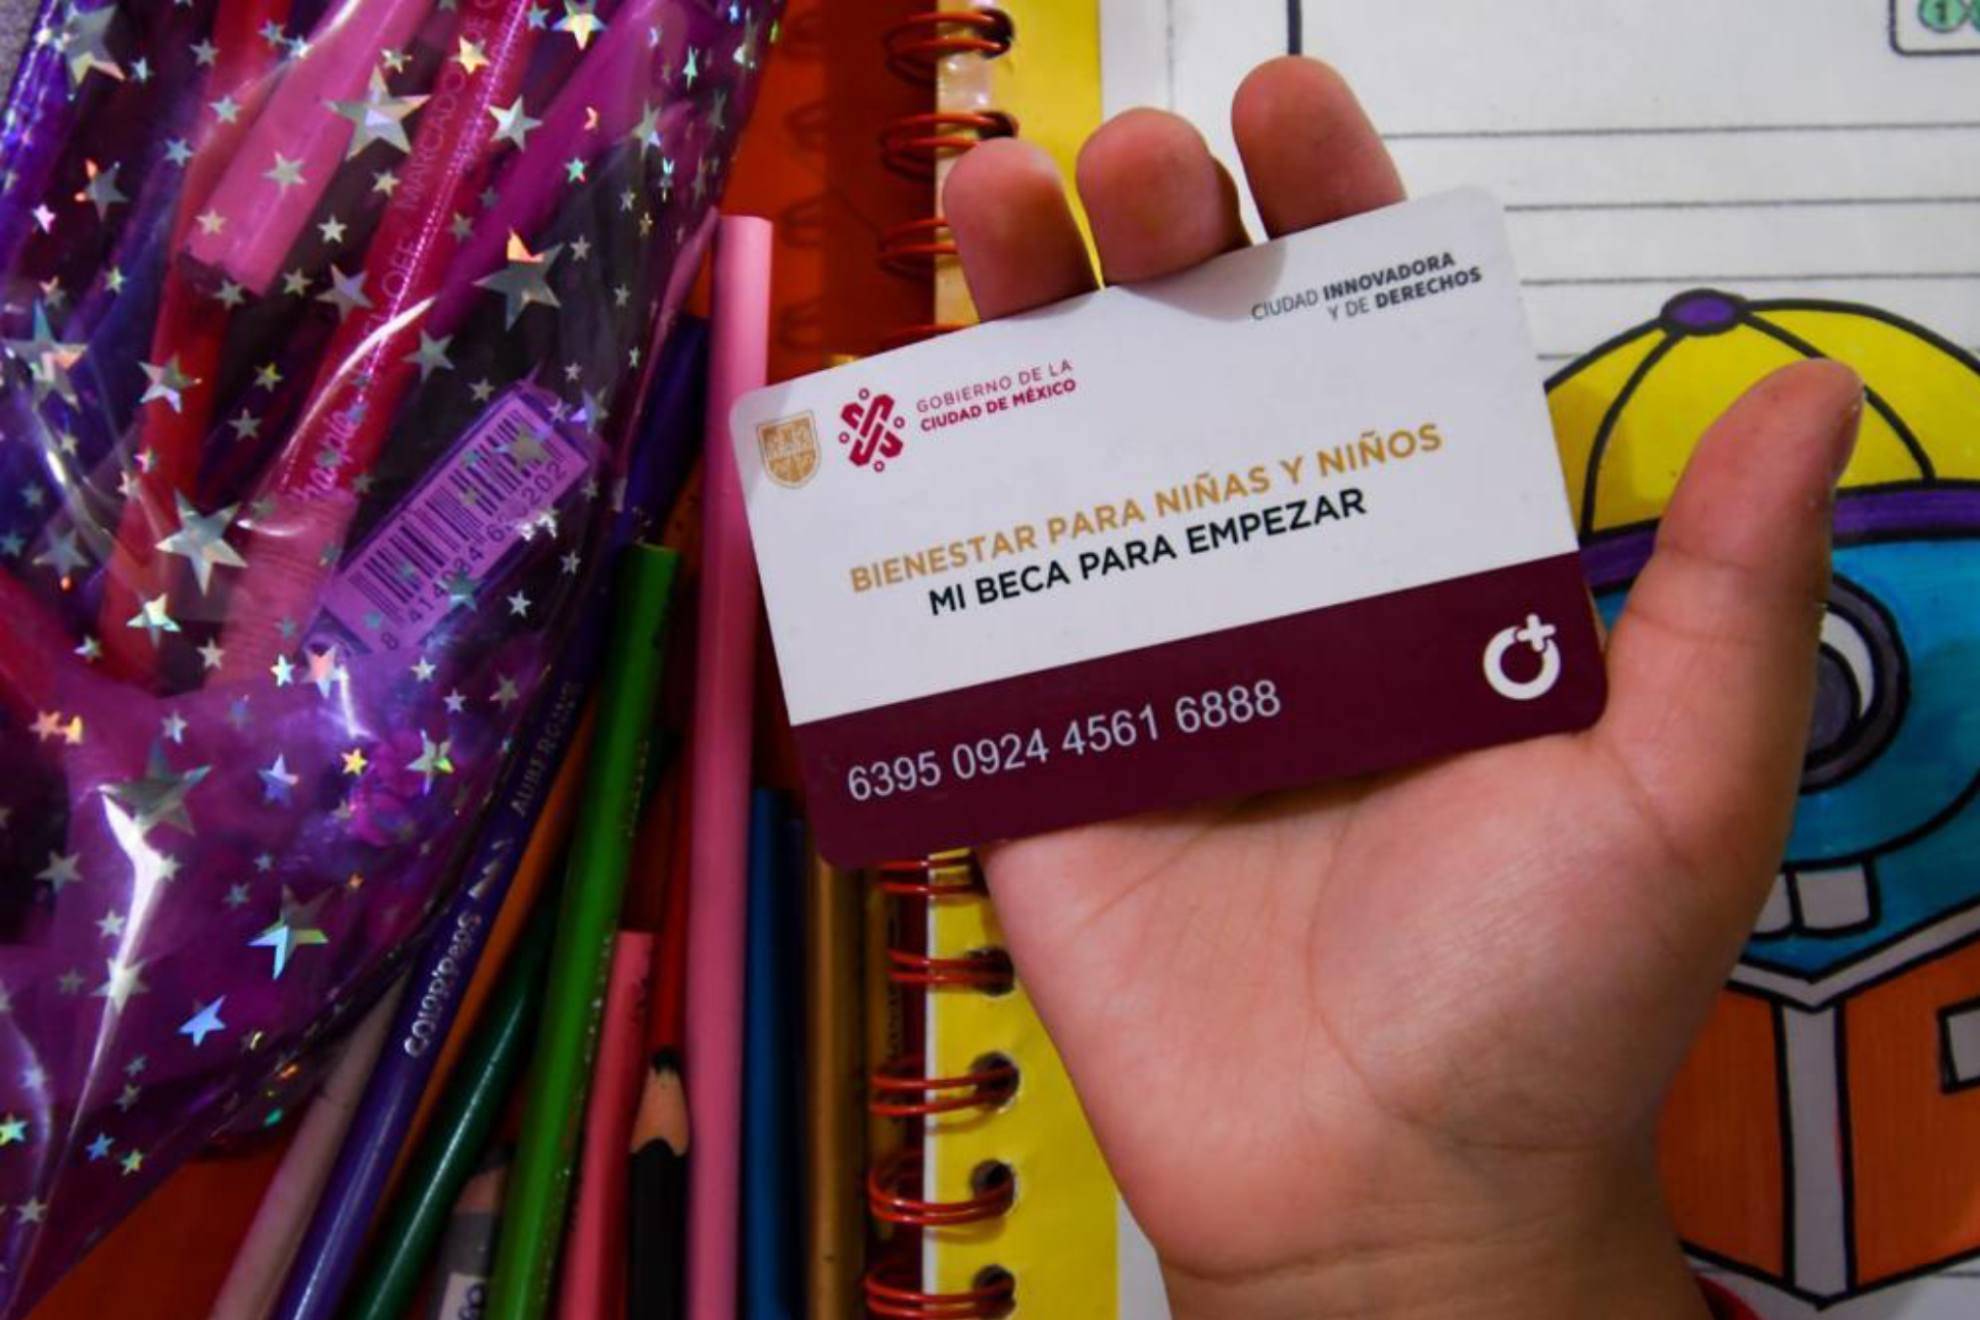 CIUDAD INNOVADORA
Y DE DERECHOS
GOBIERNO DE LA
CIUDAD DE MÉXICO
BIENESTAR PARA NIÑAS Y NIÑOS
MI BECA PARA EMPEZAR
6395 0924 4561 6888
colorpeps